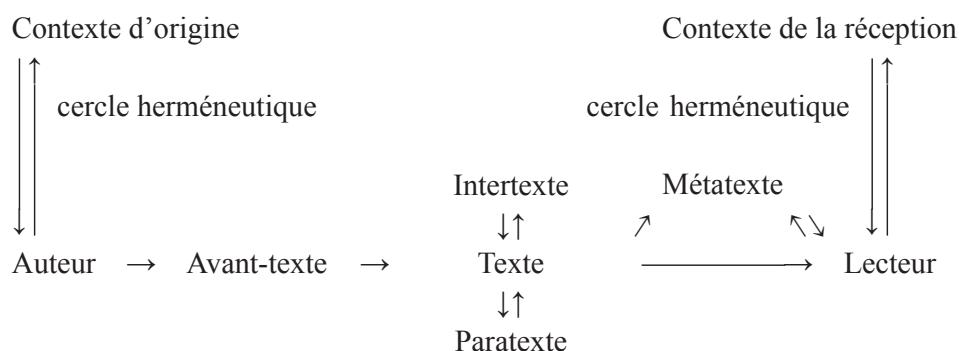 Contexte d’origine Contexte de la réception
cercle herméneutique cercle herméneutique
Intertexte Métatexte
Auteur → Avant-texte → Texte → Lecteur
Paratexte